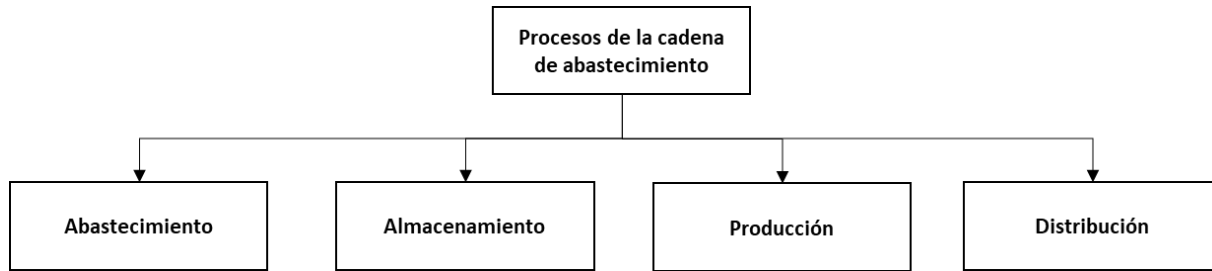 Procesos de la cadena
de abastecimiento
Abastecimiento
Almacenamiento
Producción
Distribución